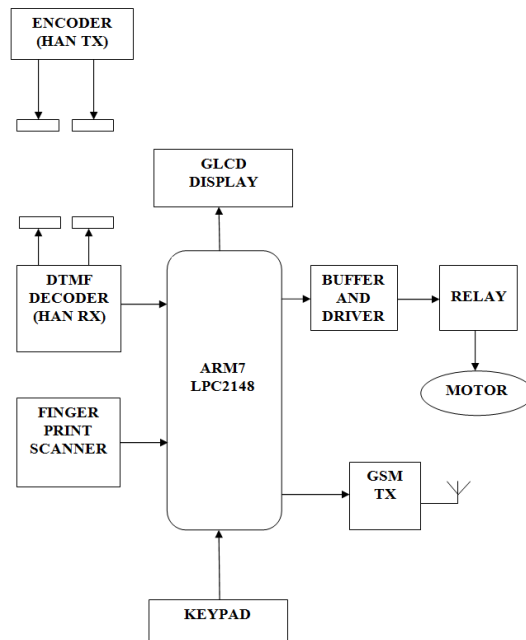 ENCODER
(HAN TX)
GLCD
DISPLAY
DTMF
DECODER
(HAN RX)
ARM7
LPC2148
BUFFER
AND
DRIVER
RELAY
MOTOR
FINGER
PRINT
SCANNER
GSM
TX
KEYPAD